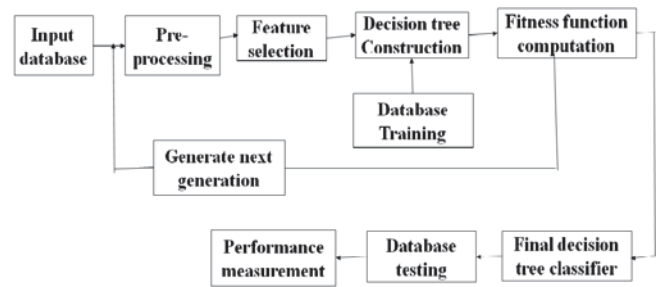 Input
database
Pre-
processing
Feature
selection
Decision tree
Construction
Fitness function
computation
Database
Training
Generate next
generation
Performance
measurement
Database
testing
Final decision
tree classifier